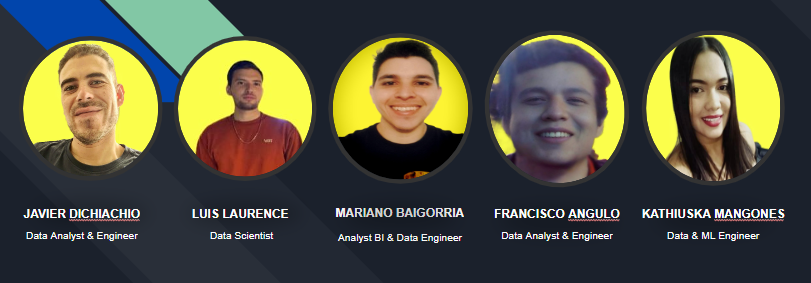 JAVIER DICHIACHIO
Data Analyst & Engineer
LUIS LAURENCE
Data Scientist
MARIANO BAIGORRIA
Analyst BI & Data Engineer
FRANCISCO ANGULO
Data Analyst & Engineer
KATHIUSKA MANGONES
Data & ML Engineer